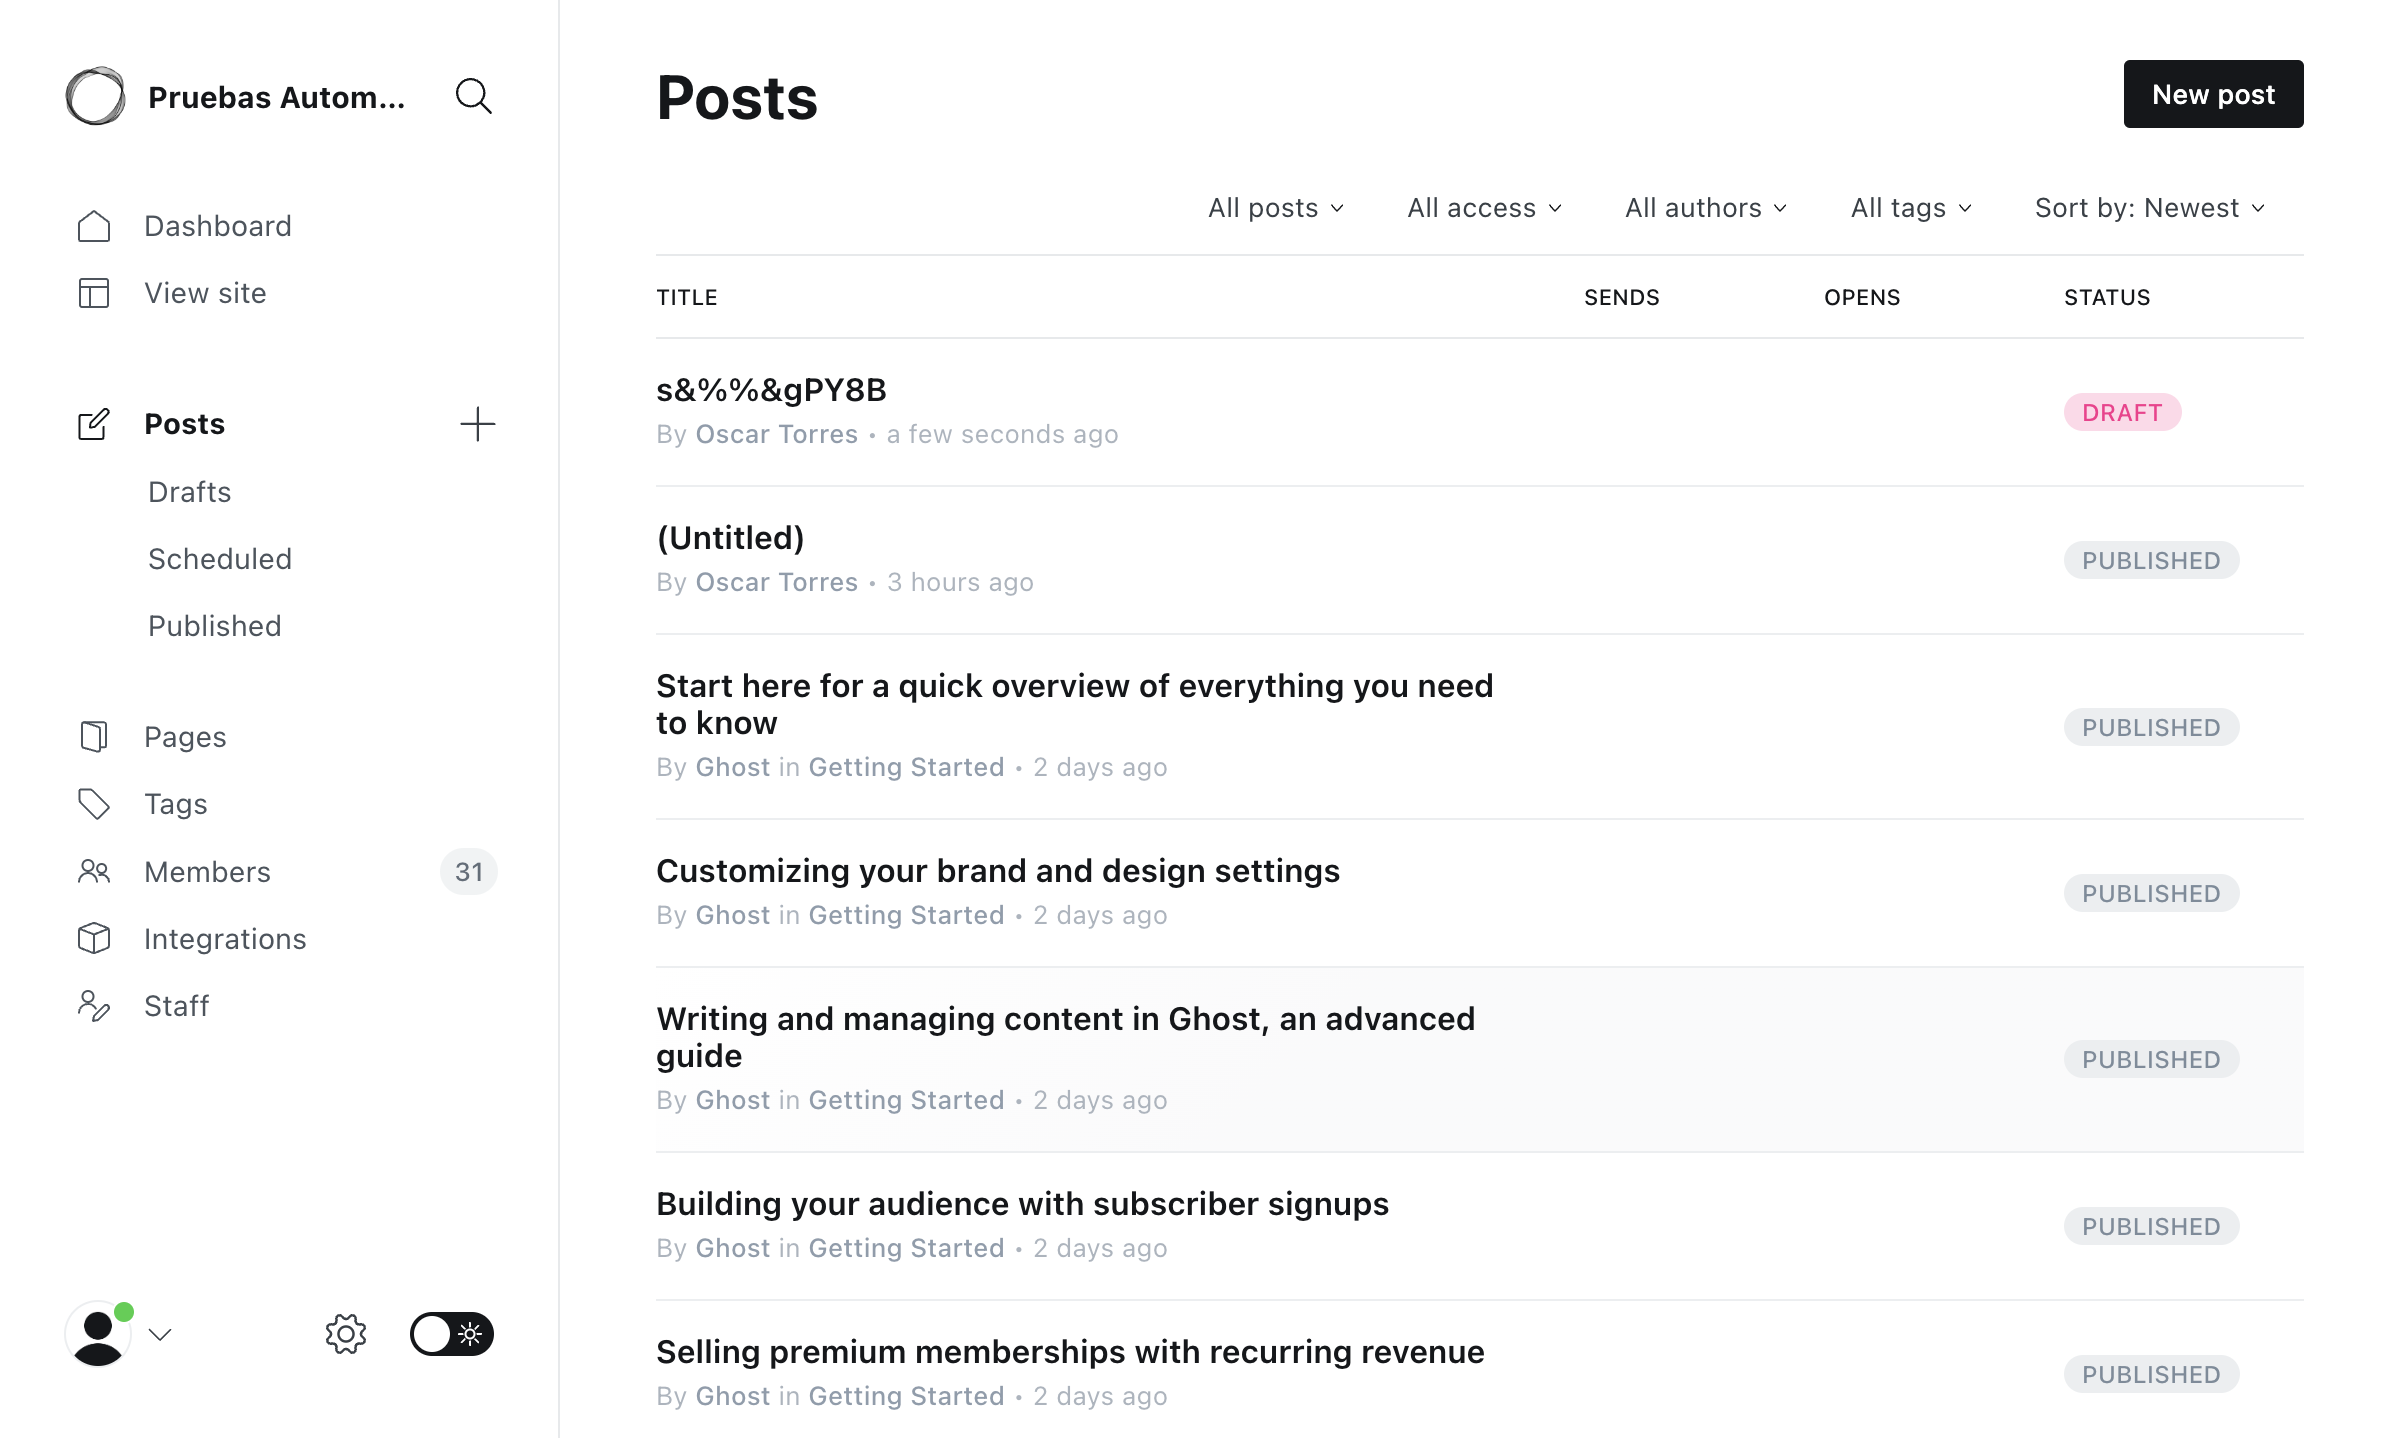 Pruebas Autom...
Dashboard
View site
Posts
Drafts
Scheduled
Published
Pages
Tags
Members 31
Integrations
Staff
Posts
New post
All posts All access All authors All tags Sort by: Newest
TITLE SENDS OPENS STATUS
s&%%&gPY8B
By Oscar Torres • a few seconds ago
DRAFT
(Untitled)
By Oscar Torres • 3 hours ago
PUBLISHED
Start here for a quick overview of everything you need
to know
By Ghost in Getting Started • 2 days ago
PUBLISHED
Customizing your brand and design settings
By Ghost in Getting Started • 2 days ago
PUBLISHED
Writing and managing content in Ghost, an advanced
guide
By Ghost in Getting Started • 2 days ago
PUBLISHED
Building your audience with subscriber signups
By Ghost in Getting Started • 2 days ago
PUBLISHED
Selling premium memberships with recurring revenue
By Ghost in Getting Started • 2 days ago
PUBLISHED